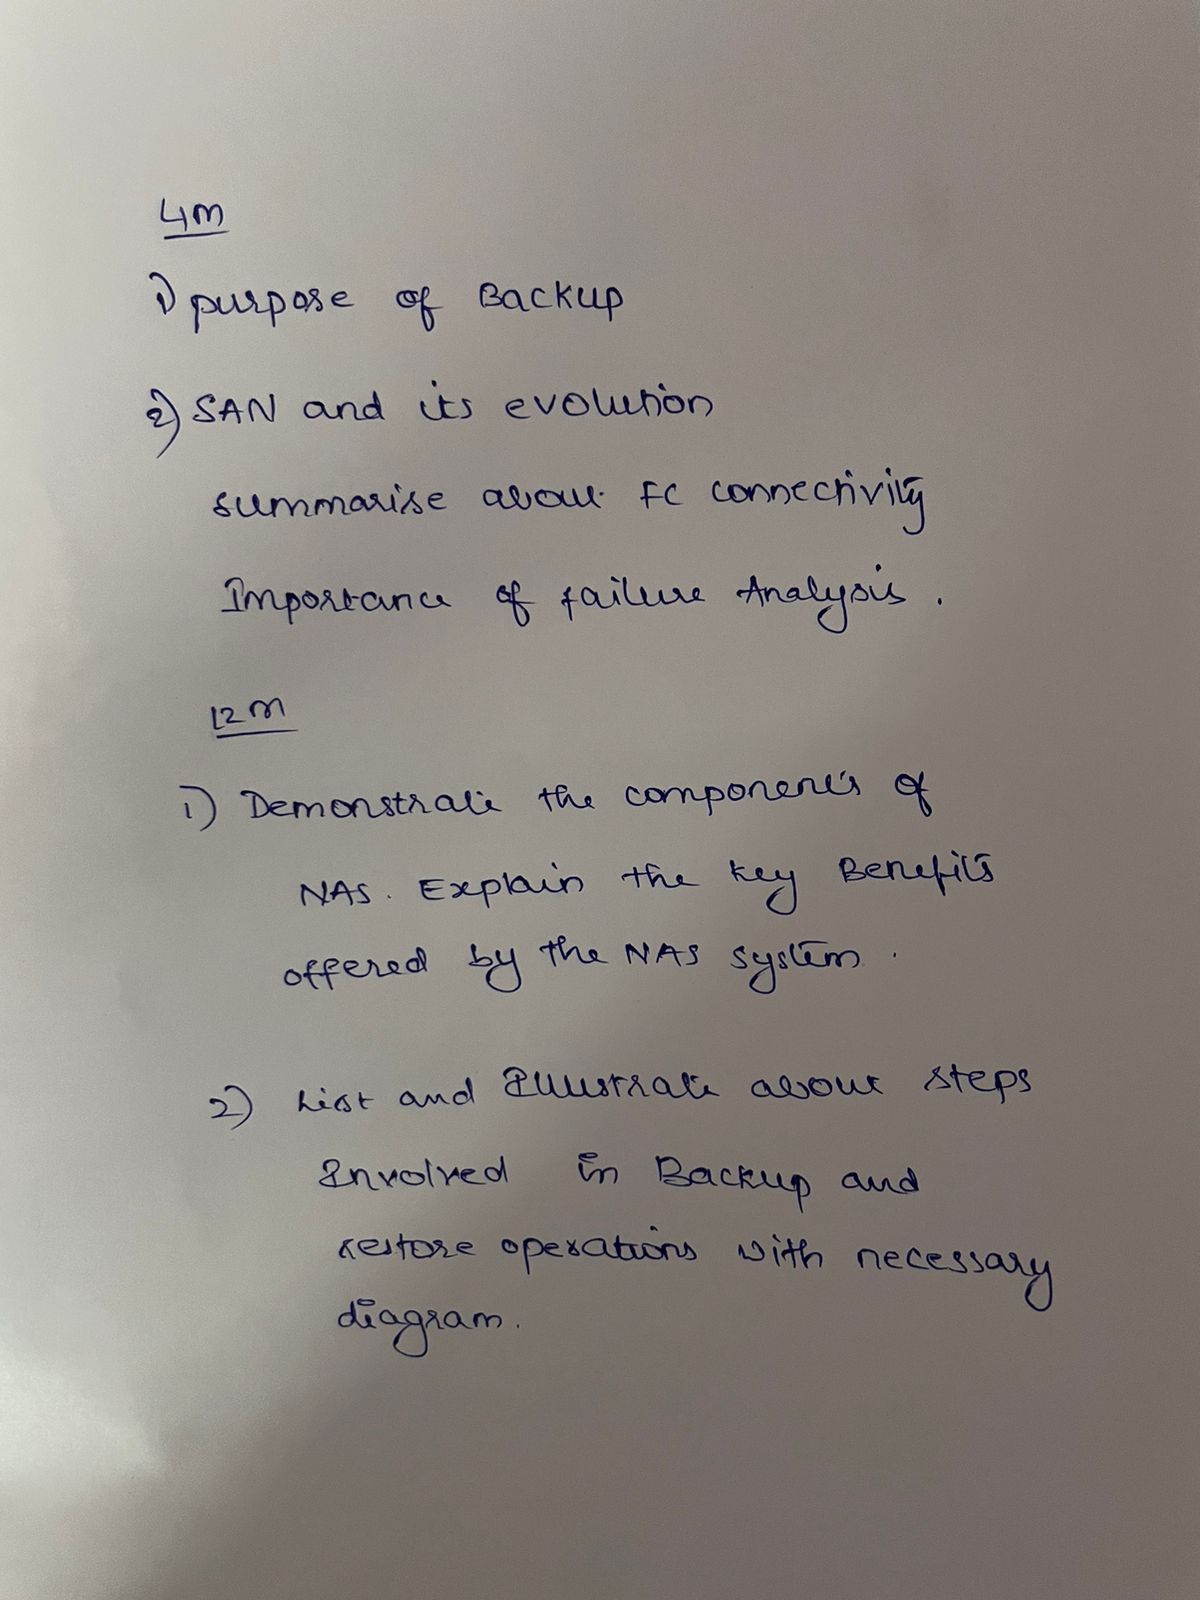 4m
1) purpose of Backup
2) SAN and its evolution
summarise about FC connectivity
Importance of failure Analysis.
12m
1) Demonstrate the components of
NAS. Explain the key Benefits
offered by the NAS system.
2) List and Illustrate about steps
Involved in Backup and
restore operations with necessary
diagram.